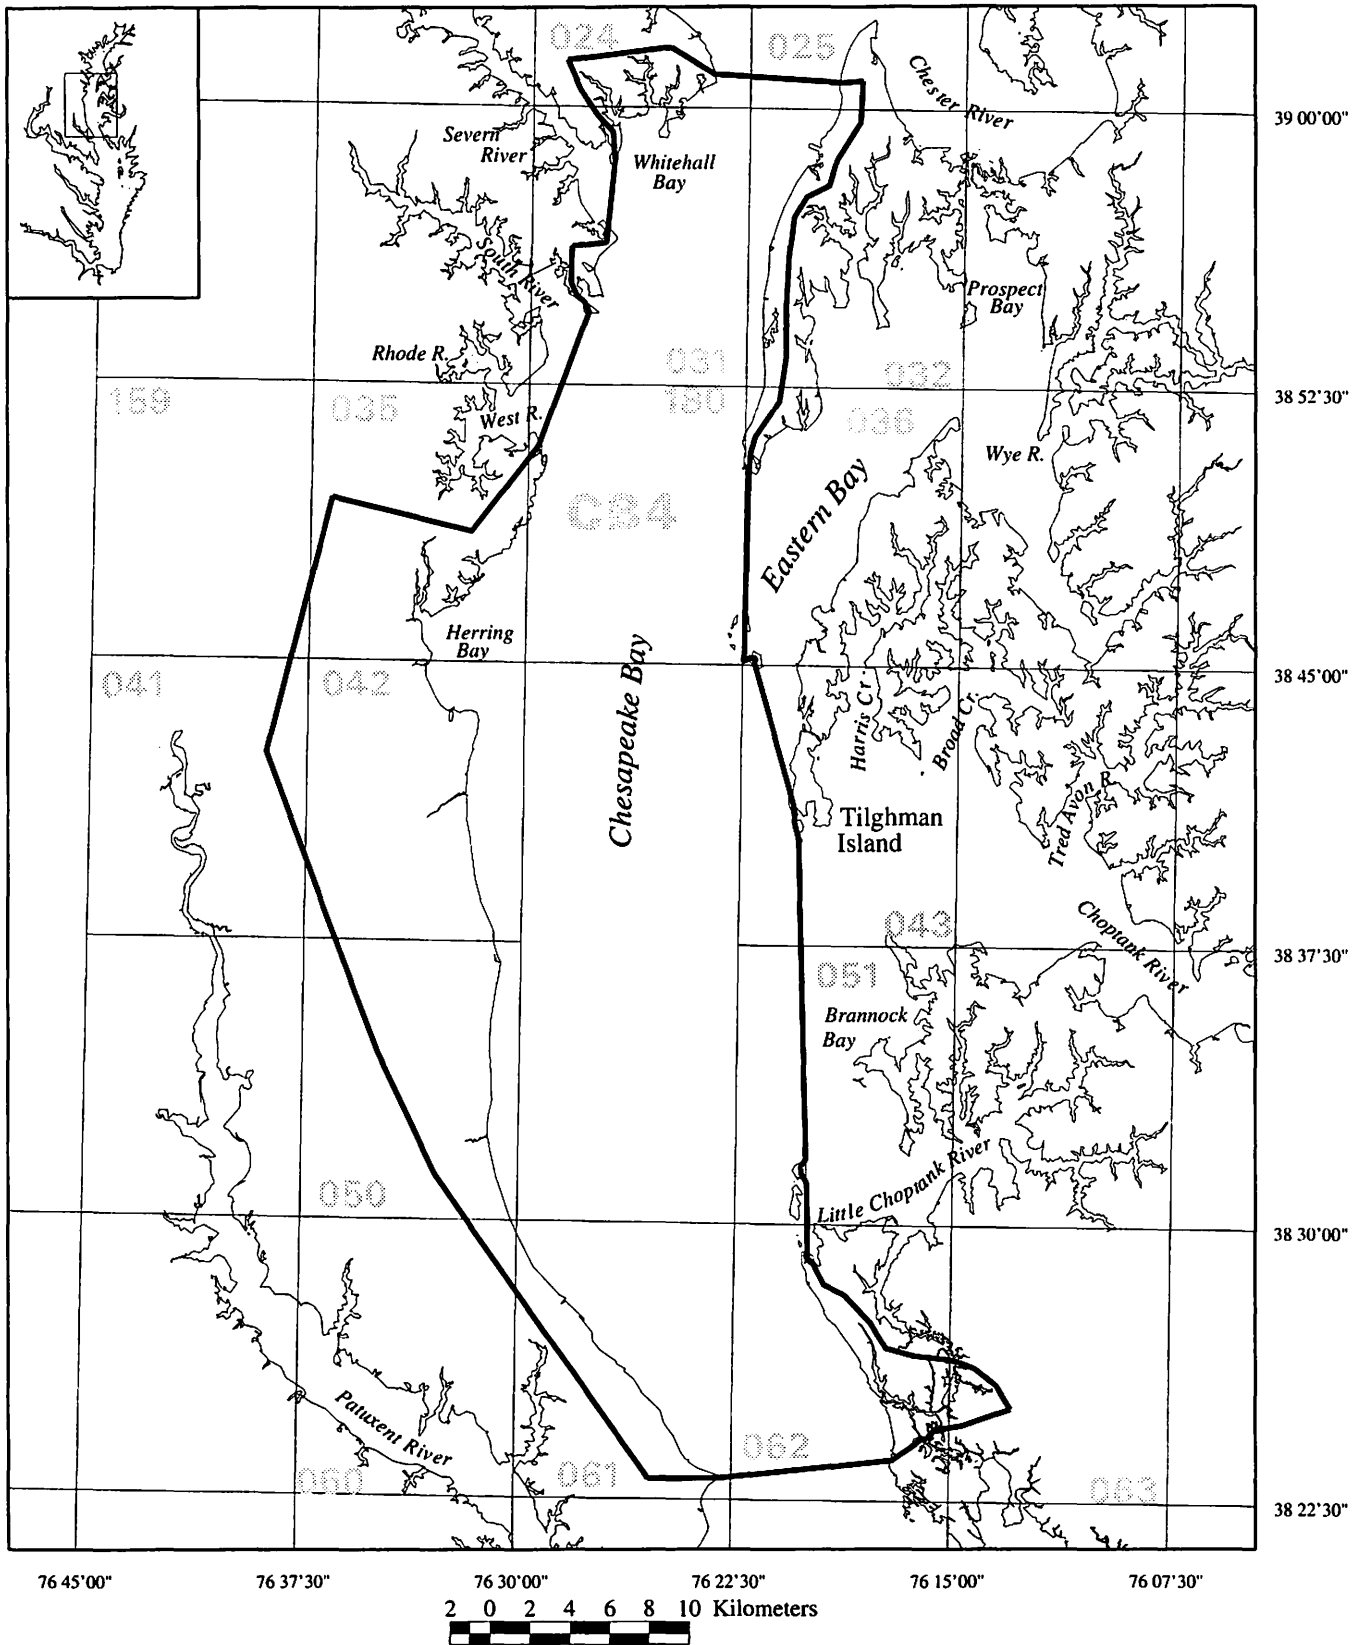 024
025
Chester River
39 00'00"
Severn
River
Whitehall
Bay
South River
Prospect
Bay
Rhode R.
031
032
159
035
180
036
38 52'30"
West R.
Wye R.
CB4
Eastern Bay
Herring
Bay
Chesapeake Bay
041
042
38 45'00"
Harris Cr.
Broad Cr.
Tred Avon R.
Tilghman
Island
043
Choptank River
38 37'30"
051
Brannock
Bay
Little Choptank River
050
38 30'00"
Patuxent River
062
060
061
063
38 22'30"
76 45'00"
76 37'30"
76 30'00"
76 22'30"
76 15'00"
76 07'30"
2 0 2 4 6 8 10 Kilometers